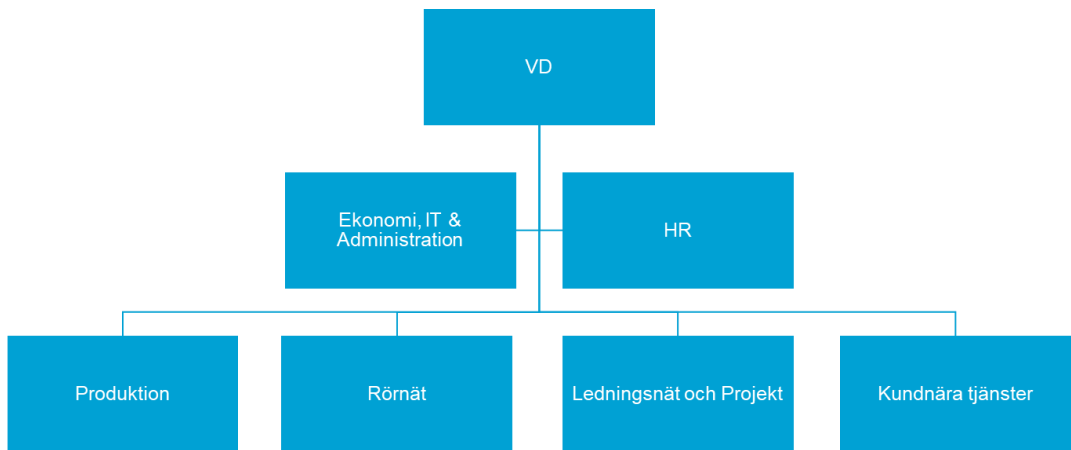 VD
Ekonomi, IT &
Administration
HR
Produktion
Rörnät
Ledningsnät och Projekt
Kundnära tjänster